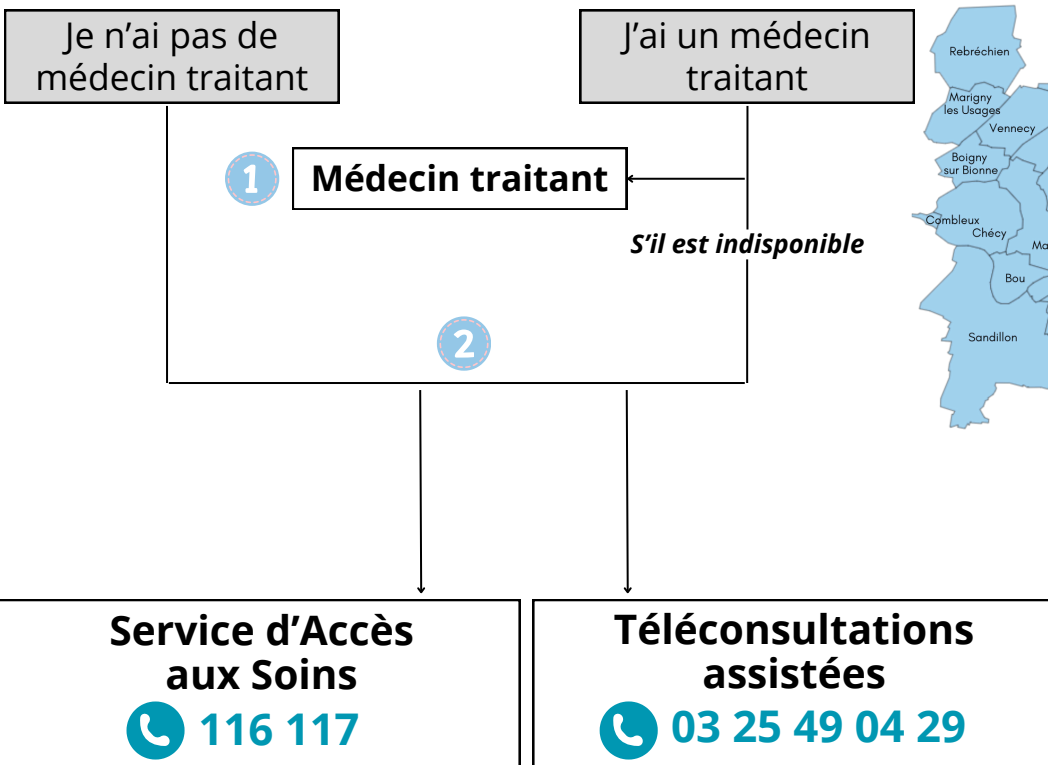 Je n’ai pas de
médecin traitant
J’ai un médecin
traitant
1
Médecin traitant
S’il est indisponible
2
Rebréchien
Marigny
les Usages
Vennecy
Boigny
sur Bionne
Combleux
Chécy
Bou
Sandillon
Service d’Accès
aux Soins
116 117
Téléconsultations
assistées
03 25 49 04 29